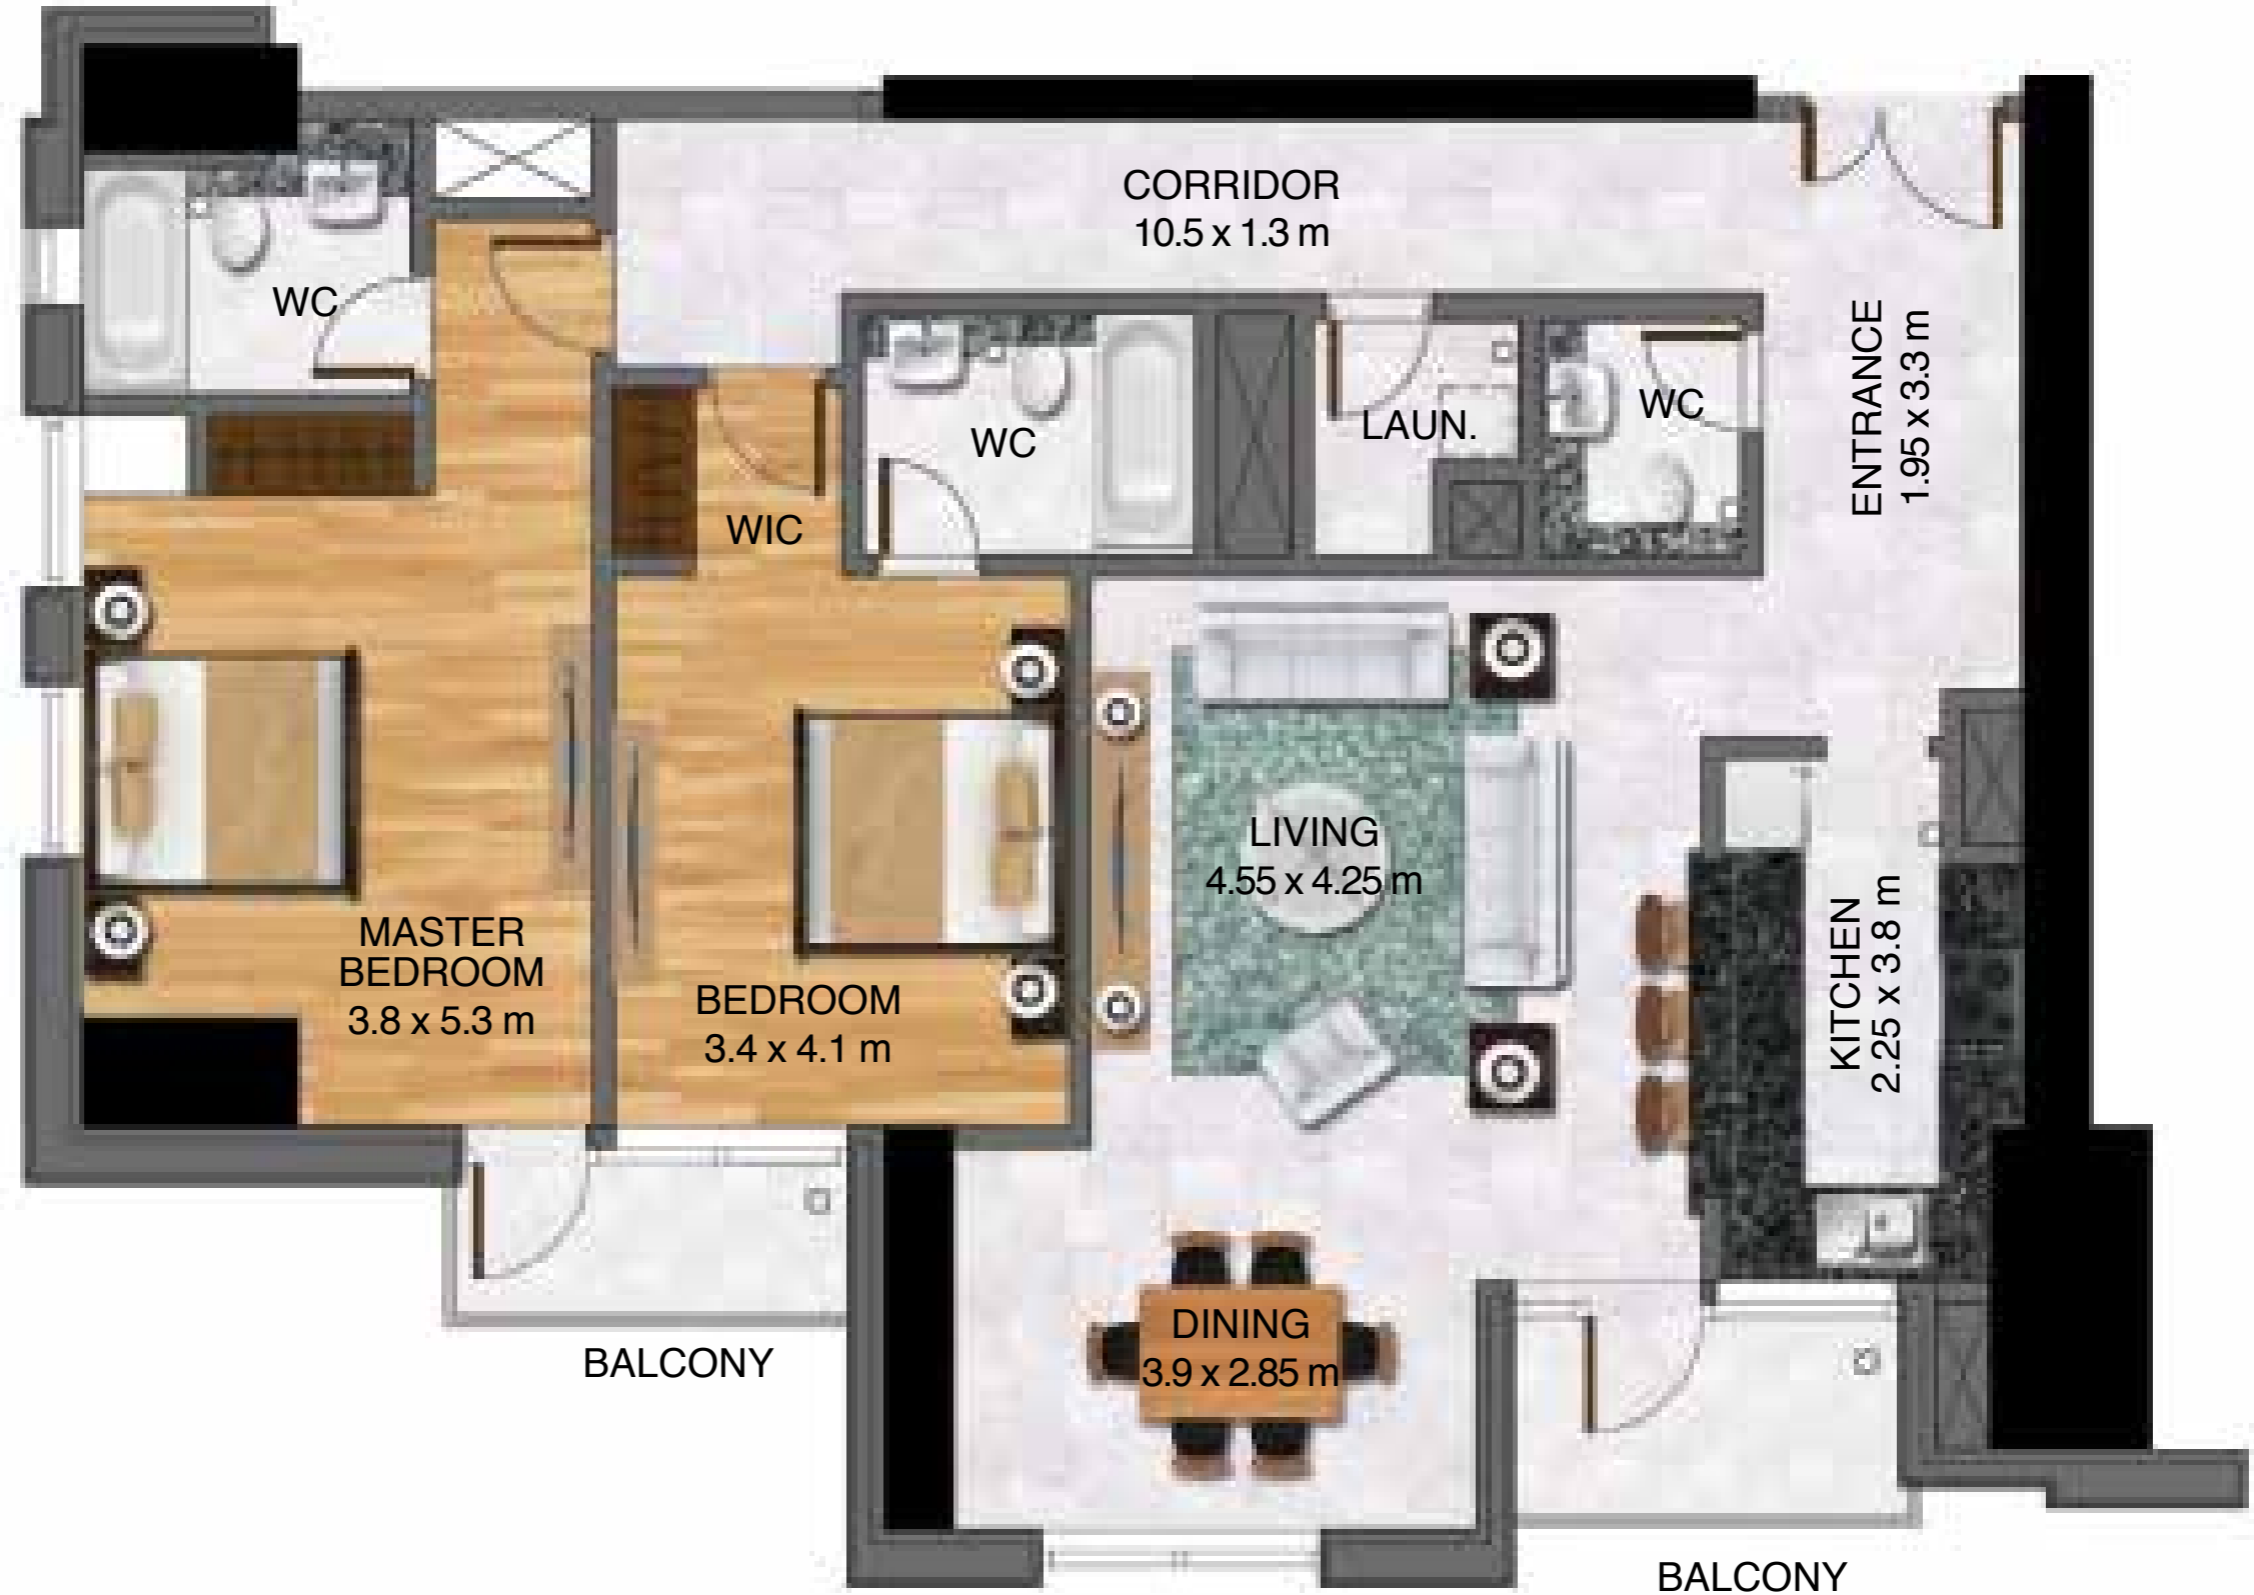 CORRIDOR
10.5 x 1.3 m
WC
ENTRANCE
1.95 x 3.3 m
WC
LAUN.
WC
WIC
LIVING
4.55 x 4.25 m
MASTER
BEDROOM
3.8 x 5.3 m
BEDROOM
3.4 x 4.1 m
KITCHEN
2.25 x 3.8 m
DINING
3.9 x 2.85 m
BALCONY
BALCONY